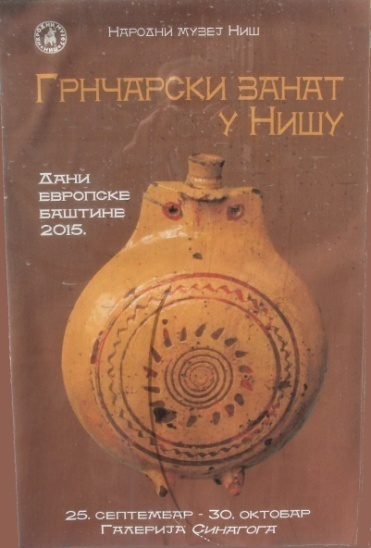 Народни музеј Ниш
Грнчарски занат
у Нишу
Дани
европске
баштине
2015.
25. септембар - 30. октобар
Галерија Синагога